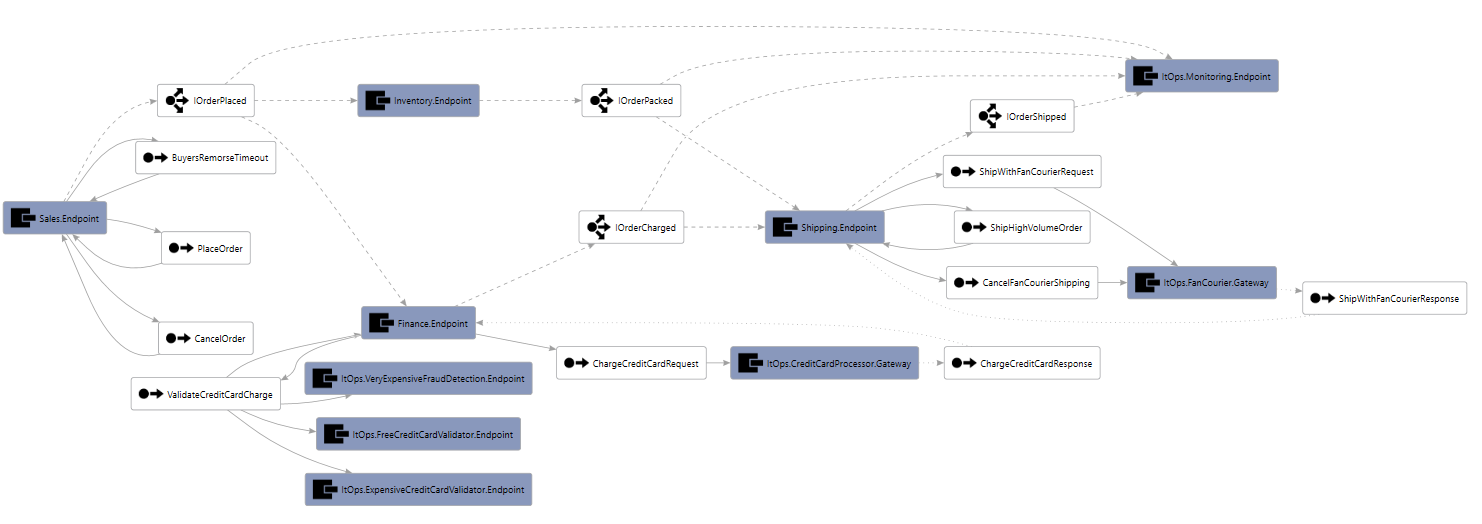 ItOps.Monitoring.Endpoint
IOrderPlaced
Inventory.Endpoint
IOrderPacked
IOrderShipped
BuyersRemorseTimeout
ShipWithFanCourierRequest
Sales.Endpoint
IOrderCharged
Shipping.Endpoint
ShipHighVolumeOrder
PlaceOrder
CancelFanCourierShipping
ItOps.FanCourier.Gateway
ShipWithFanCourierResponse
Finance.Endpoint
CancelOrder
ChargeCreditCardRequest
ItOps.CreditCardProcessor.Gateway
ChargeCreditCardResponse
ItOps.VeryExpensiveFraudDetection.Endpoint
ValidateCreditCardCharge
ItOps.FreeCreditCardValidator.Endpoint
ItOps.ExpensiveCreditCardValidator.Endpoint